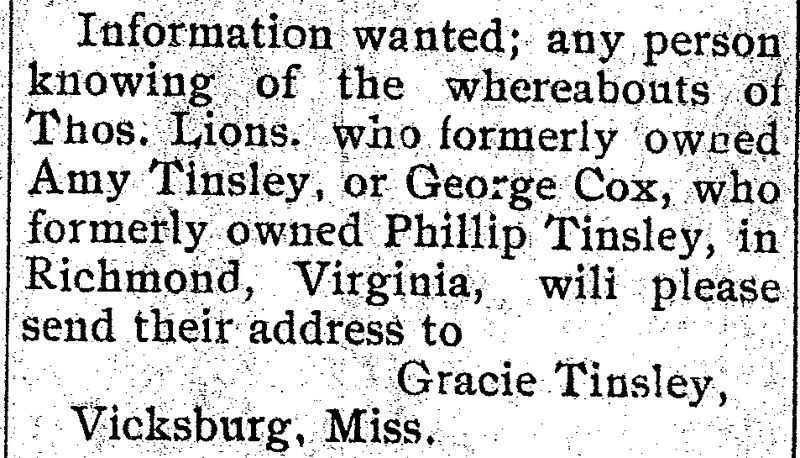 Information wanted; any person
knowing of the whereabouts of
Thos. Lions. who formerly owned
Amy Tinsley, or George Cox, who
formerly owned Phillip Tinsley, in
Richmond, Virginia, will please
send their address to
Gracie Tinsley,
Vicksburg, Miss.